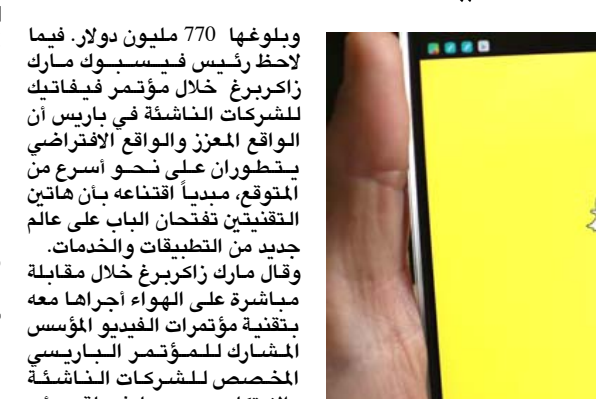 وبلوغها 770 مليون دولار. فيما
لاحظ رئيس فيسبوك مارك
زاكربرغ خلال مؤتمر فيفاتيك
للشركات الناشئة في باريس أن
الواقع المعزز والواقع الافتراضي
يتطوران على نحو أسرع من
المتوقع، مبدياً اقتناعه بأن هاتين
التقنيتين تفتحان الباب على عالم
جديد من التطبيقات والخدمات.
وقال مارك زاكربرغ خلال مقابلة
مباشرة على الهواء أجراها معه
بتقنية مؤتمرات الفيديو المؤسس
المشارك للمؤتمر الباريسي
المخصص للشركات الناشئة